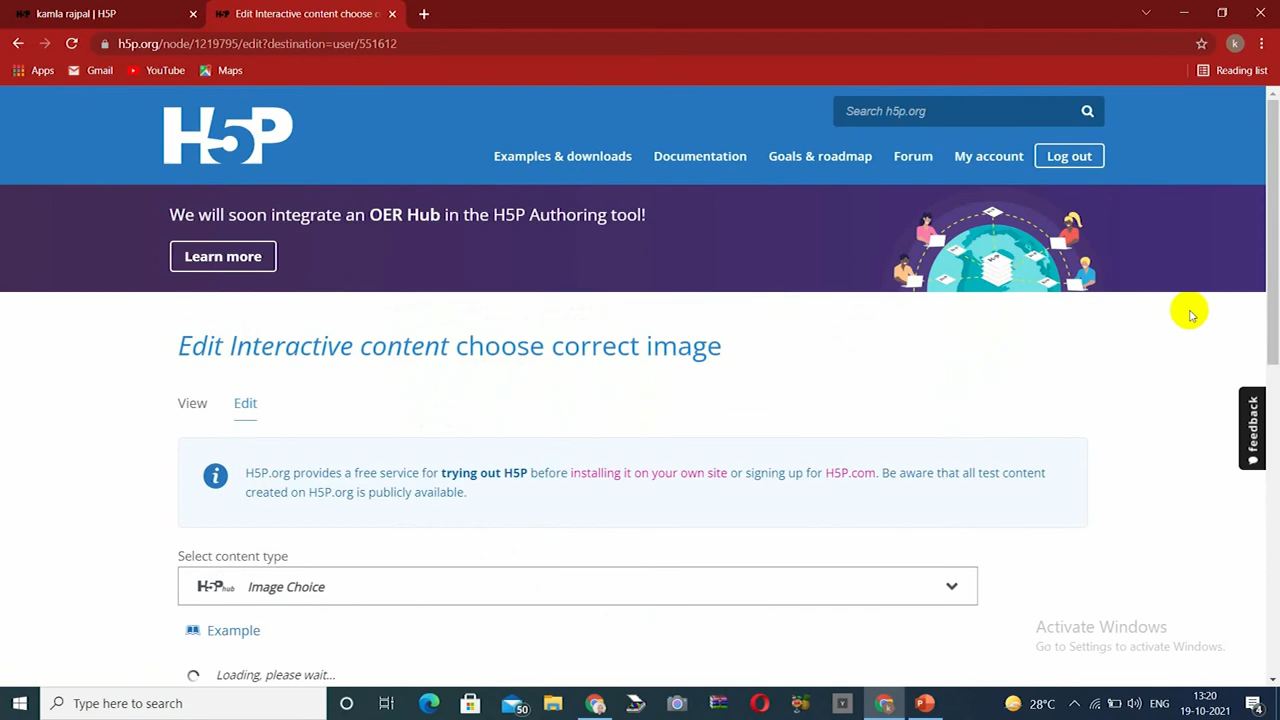 kamla rajpal | H5P
Edit Interactive content choose c
h5p.org/node/1219795/edit?destination=user/551612
k
Apps Gmail YouTube Maps Reading list
H5P
Search h5p.org
Examples & downloads Documentation Goals & roadmap Forum My account Log out
We will soon integrate an OER Hub in the H5P Authoring tool!
Learn more
Edit Interactive content choose correct image
View Edit
feedback
H5P.org provides a free service for trying out H5P before installing it on your own site or signing up for H5P.com. Be aware that all test content
created on H5P.org is publicly available.
Select content type
H5P hub Image Choice
Example
Activate Windows
Go to Settings to activate Windows.
Loading, please wait...
Type here to search
50
28°C
ENG
13:20
19-10-2021
4